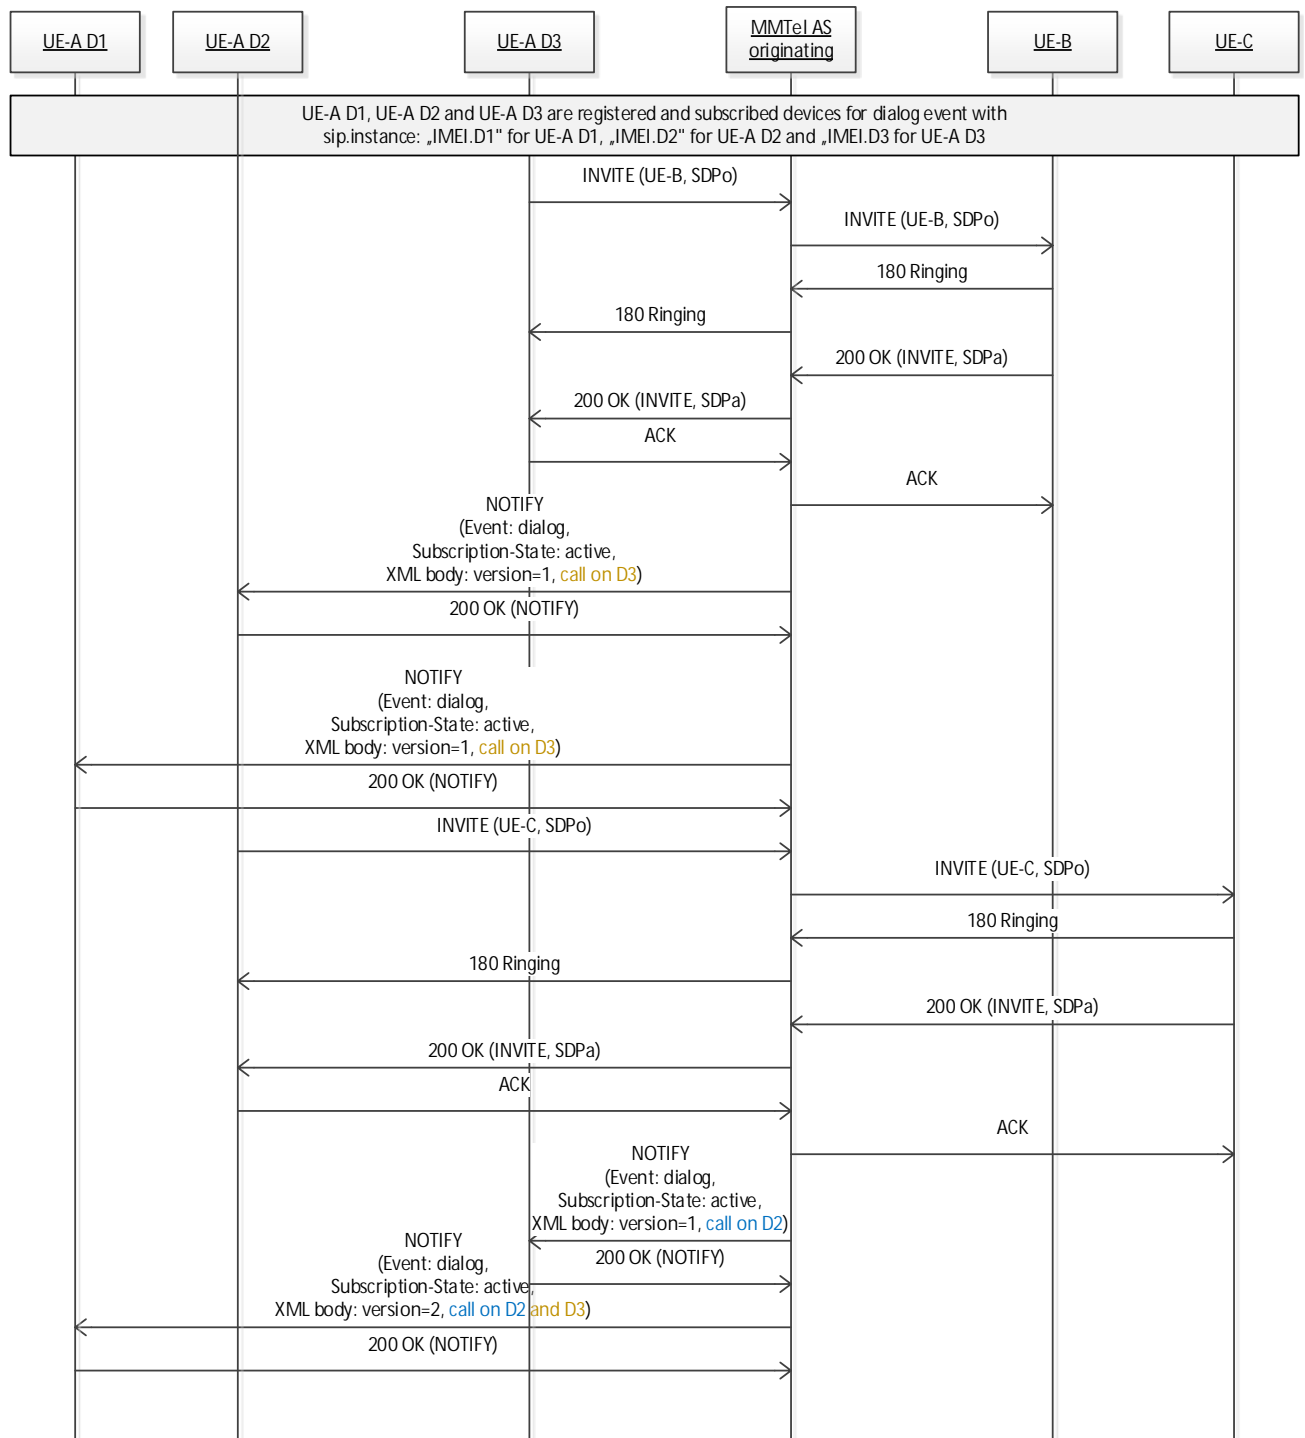 UE-A D1
UE-A D2
UE-A D3
MMTel AS
originating
UE-B
UE-C
UE-A D1, UE-A D2 and UE-A D3 are registered and subscribed devices for dialog event with
sip.instance: „IMEI.D1" for UE-A D1, „IMEI.D2" for UE-A D2 and „IMEI.D3 for UE-A D3
INVITE (UE-B, SDPo)
INVITE (UE-B, SDPo)
180 Ringing
180 Ringing
200 OK (INVITE, SDPa)
200 OK (INVITE, SDPa)
ACK
ACK
NOTIFY
(Event: dialog,
Subscription-State: active,
XML body: version=1, call on D3)
200 OK (NOTIFY)
NOTIFY
(Event: dialog,
Subscription-State: active,
XML body: version=1, call on D3)
200 OK (NOTIFY)
INVITE (UE-C, SDPo)
INVITE (UE-C, SDPo)
180 Ringing
180 Ringing
200 OK (INVITE, SDPa)
200 OK (INVITE, SDPa)
ACK
ACK
NOTIFY
(Event: dialog,
Subscription-State: active,
XML body: version=1, call on D2)
200 OK (NOTIFY)
NOTIFY
(Event: dialog,
Subscription-State: active,
XML body: version=2, call on D2 and D3)
200 OK (NOTIFY)